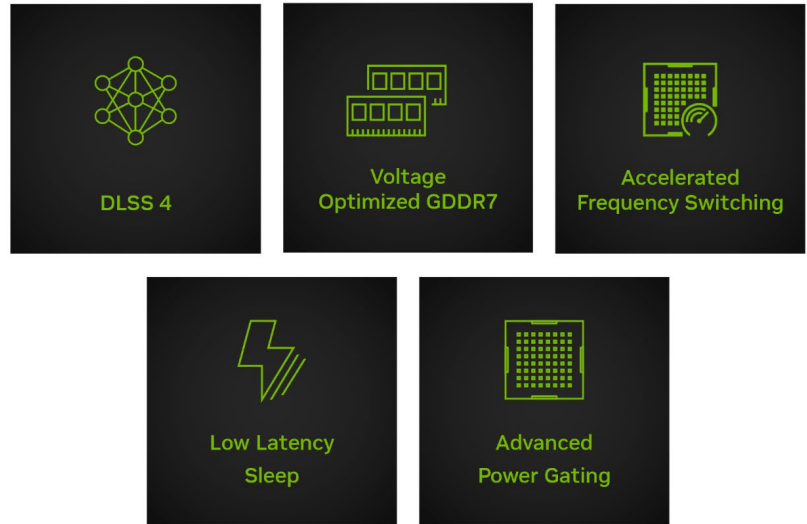 DLSS 4
Voltage
Optimized GDDR7
Accelerated
Frequency Switching
Low Latency
Sleep
Advanced
Power Gating